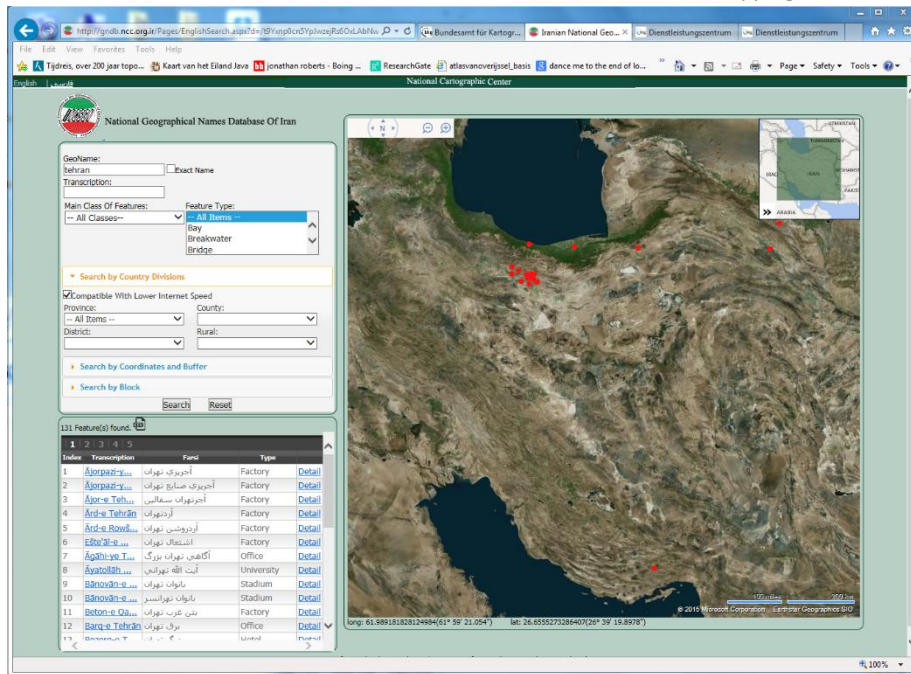 http://gndb.ncc.org.ir/Pages/EnglishSearch.aspx?d=/t9Yxnp0cn5YpJwzejRs6OxLAbNw
Bundesamt für Kartogr...
Iranian National Geo...
Dienstleistungszentrum
Dienstleistungszentrum
File Edit View Favorites Tools Help
Tijdreis, over 200 jaar topo...
Kaart van het Eiland Java
jonathan roberts - Boing ...
ResearchGate
atlasvanoverijssel_basis
dance me to the end of lo...
Page
Safety
Tools
English | فارسی
National Cartographic Center
National Geographical Names Database Of Iran
N
GeoName:
tehran
Exact Name
Transcription:
Main Class Of Features:
Feature Type:
-- All Classes--
-- All Items --
Bay
Breakwater
Bridge
Search by Country Divisions
Compatible With Lower Internet Speed
Province:
County:
-- All Items --
District:
Rural:
Search by Coordinates and Buffer
Search by Block
Search Reset
131 Feature(s) found.
1 2 3 4 5
Index Transcription Farsi Type
1 Ājorpazi-y... آجرپزی تهران Factory Detail
2 Ājorpazi-y... آجرپزی صنایع تهران Factory Detail
3 Ājor-e Teh... آجرتهران سفالین Factory Detail
4 Ārd-e Tehrān آردتهران Factory Detail
5 Ārd-e Rowš... آردروشن تهران Factory Detail
6 Ešte'āl-e ... اشتعال تهران Factory Detail
7 Āgāhi-ye T... آگاهی تهران بزرگ Office Detail
8 Āyatollāh ... آیت الله تهرانی University Detail
9 Bānovān-e ... بانوان تهران Stadium Detail
10 Bānovān-e ... بانوان تهرانسر Stadium Detail
11 Beton-e Qa... بتن غرب تهران Factory Detail
12 Barq-e Tehrān برق تهران Office Detail
IRAQ
IRAN
ARABIA
100 miles
© 2015 Microsoft Corporation Earthstar Geographics SIO
long: 61.989181828124984(61° 59' 21.054") lat: 26.6555273286407(26° 39' 19.8978")
100%